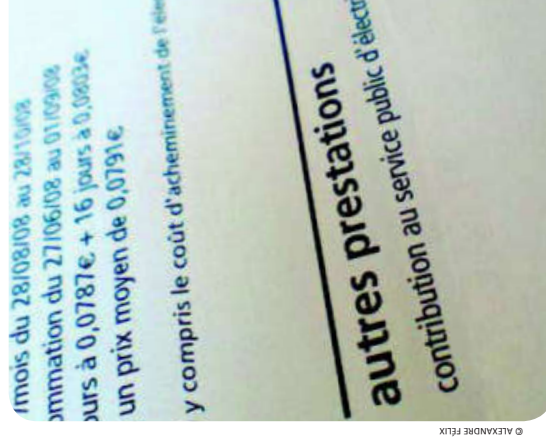 /mois du 28/08/08 au 28/10/08
ommation du 27/06/08 au 01/09/08
ours à 0,0787€ + 16 jours à 0,0803€
un prix moyen de 0,0791€
y compris le coût d'acheminement de l'éle
autres prestations
contribution au service public d'électri
© ALEXANDRE FÉLIX